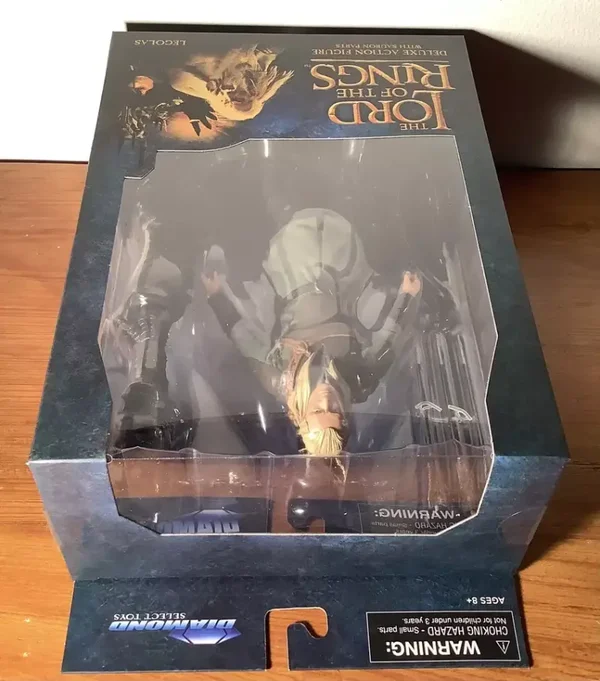 LEGOLAS
THE
LORD
OF THE
RINGS™
DELUXE ACTION FIGURE
WITH SAURON PARTS
WARNING:
DIAMOND
SELECT TOYS
AGES 8+
WARNING:
CHOKING HAZARD - Small parts.
Not for children under 3 years.